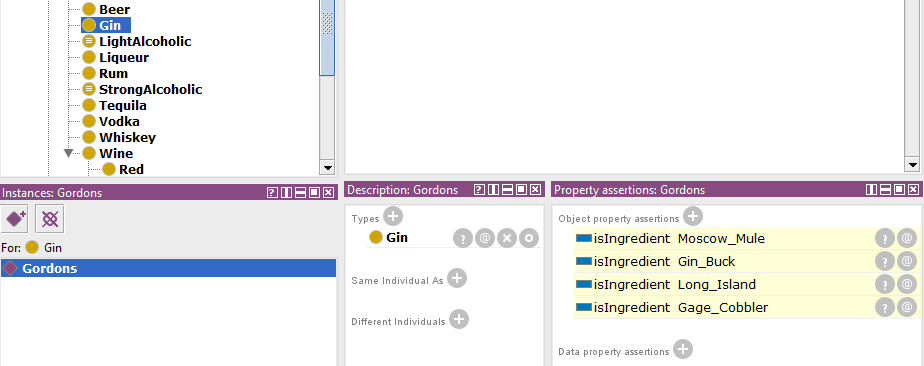 Beer
Gin
LightAlcoholic
Liqueur
Rum
StrongAlcoholic
Tequila
Vodka
Whiskey
Wine
Red
Instances: Gordons
For: Gin
Gordons
Description: Gordons
Types
Gin
Same Individual As
Different Individuals
Property assertions: Gordons
Object property assertions
isIngredient Moscow_Mule
isIngredient Gin_Buck
isIngredient Long_Island
isIngredient Gage_Cobbler
Data property assertions